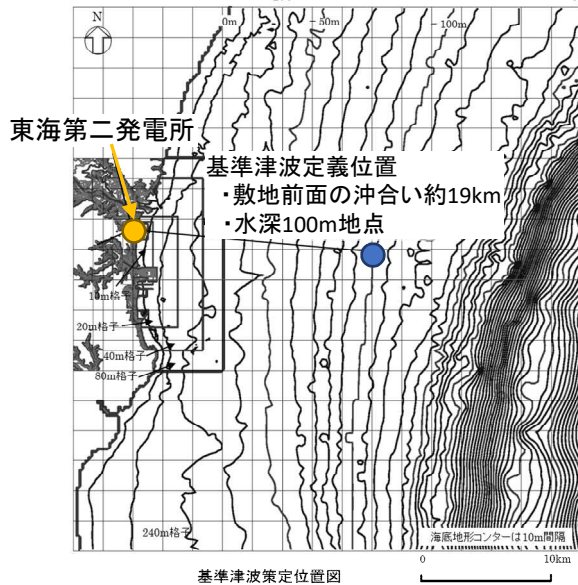 N
0m
-50m
-100m
東海第二発電所
基準津波定義位置
・敷地前面の沖合い約19km
・水深100m地点
10m格子
20m格子
40m格子
80m格子
240m格子
海底地形コンターは10m間隔
0 10km
基準津波策定位置図